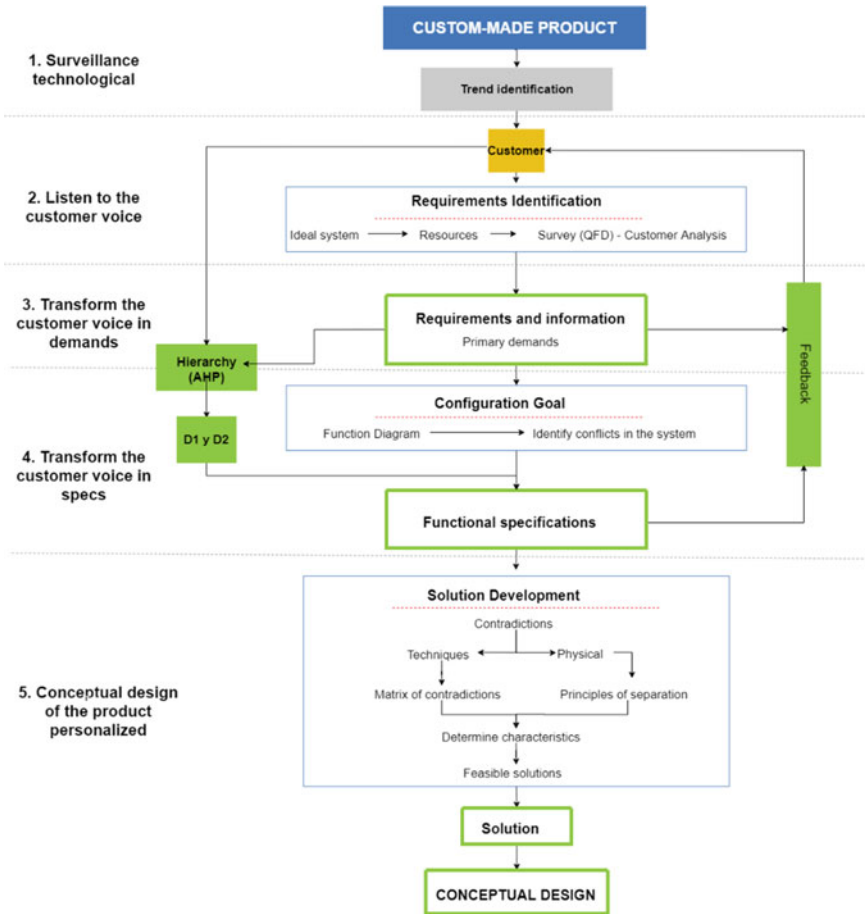 CUSTOM-MADE PRODUCT
1. Surveillance
technological
Trend identification
Customer
2. Listen to the
customer voice
Requirements Identification
Ideal system
Resources
Survey (QFD) - Customer Analysis
3. Transform the
customer voice in
demands
Requirements and information
Primary demands
Hierarchy
(AHP)
Feedback
Configuration Goal
Function Diagram
Identify conflicts in the system
D1 y D2
4. Transform the
customer voice in
specs
Functional specifications
Solution Development
Contradictions
Techniques
Physical
Matrix of contradictions
Principles of separation
5. Conceptual design
of the product
personalized
Determine characteristics
Feasible solutions
Solution
CONCEPTUAL DESIGN